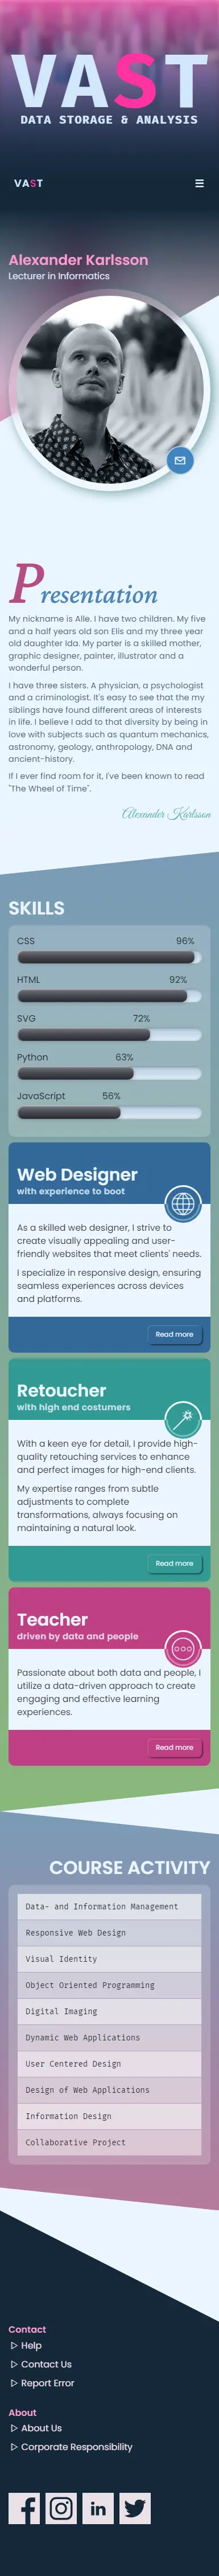 VAST
DATA STORAGE & ANALYSIS
VAST
Alexander Karlsson
Lecturer in Informatics
Presentation
My nickname is Alle. I have two children. My five
and a half years old son Elis and my three year
old daughter Ida. My parter is a skilled mother,
graphic designer, painter, illustrator and a
wonderful person.
I have three sisters. A physician, a psychologist
and a criminologist. It's easy to see that the my
siblings have found different areas of interests
in life. I believe I ad to that diversity by being in
love with subjects such as quantum mechanics,
astronomy, geology, anthropology, DNA and
ancient-history.
If I ever find room for it, I've been known to read
"The Wheel of Time".
Alexander Karlsson
SKILLS
CSS 96%
HTML 92%
SVG 72%
Python 63%
JavaScript 56%
Web Designer
with experience to boot
As a skilled web designer, I strive to
create visually appealing and user-
friendly websites that meet clients' needs.
I specialize in responsive design, ensuring
seamless experiences across devices
and platforms.
Read more
Retoucher
with high end costumers
With a keen eye for detail, I provide high-
quality retouching services to enhance
and perfect images for high-end clients.
My expertise ranges from subtle
adjustments to complete
transformations, always focusing on
maintaining a natural look.
Read more
Teacher
driven by data and people
Passionate about both data and people, I
utilize a data-driven approach to create
engaging and effective learning
experiences.
Read more
COURSE ACTIVITY
Data- and Information Management
Responsive Web Design
Visual Identity
Object Oriented Programming
Digital Imaging
Dynamic Web Applications
User Centered Design
Design of Web Applications
Information Design
Collaborative Project
Contact
Help
Contact Us
Report Error
About
About Us
Corporate Responsibility